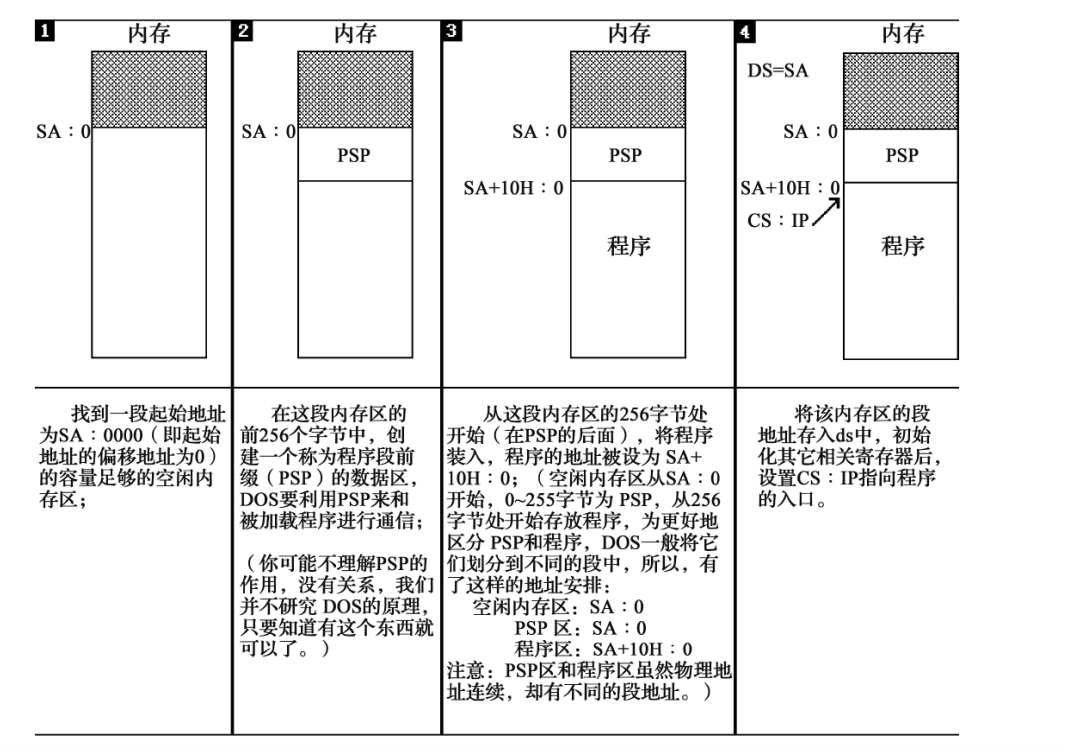 1
内存
SA：0
2
内存
SA：0
PSP
3
内存
SA：0
PSP
SA+10H：0
程序
4
内存
DS=SA
SA：0
PSP
SA+10H：0
CS：IP
程序
找到一段起始地址
为SA：0000（即起始
地址的偏移地址为0）
的容量足够的空闲内
存区；
在这段内存区的
前256个字节中，创
建一个称为程序段前
缀（PSP）的数据区，
DOS要利用PSP来和
被加载程序进行通信；
（你可能不理解PSP的
作用，没有关系，我们
并不研究 DOS的原理，
只要知道有这个东西就
可以了。）
从这段内存区的256字节处
开始（在PSP的后面），将程序
装入，程序的地址被设为 SA+
10H：0；（空闲内存区从SA：0
开始，0~255字节为 PSP，从256
字节处开始存放程序，为更好地
区分 PSP和程序，DOS一般将它
们划分到不同的段中，所以，有
了这样的地址安排：
空闲内存区：SA：0
PSP 区：SA：0
程序区：SA+10H：0
注意：PSP区和程序区虽然物理地
址连续，却有不同的段地址。）
将该内存区的段
地址存入ds中，初始
化其它相关寄存器后，
设置CS：IP指向程序
的入口。